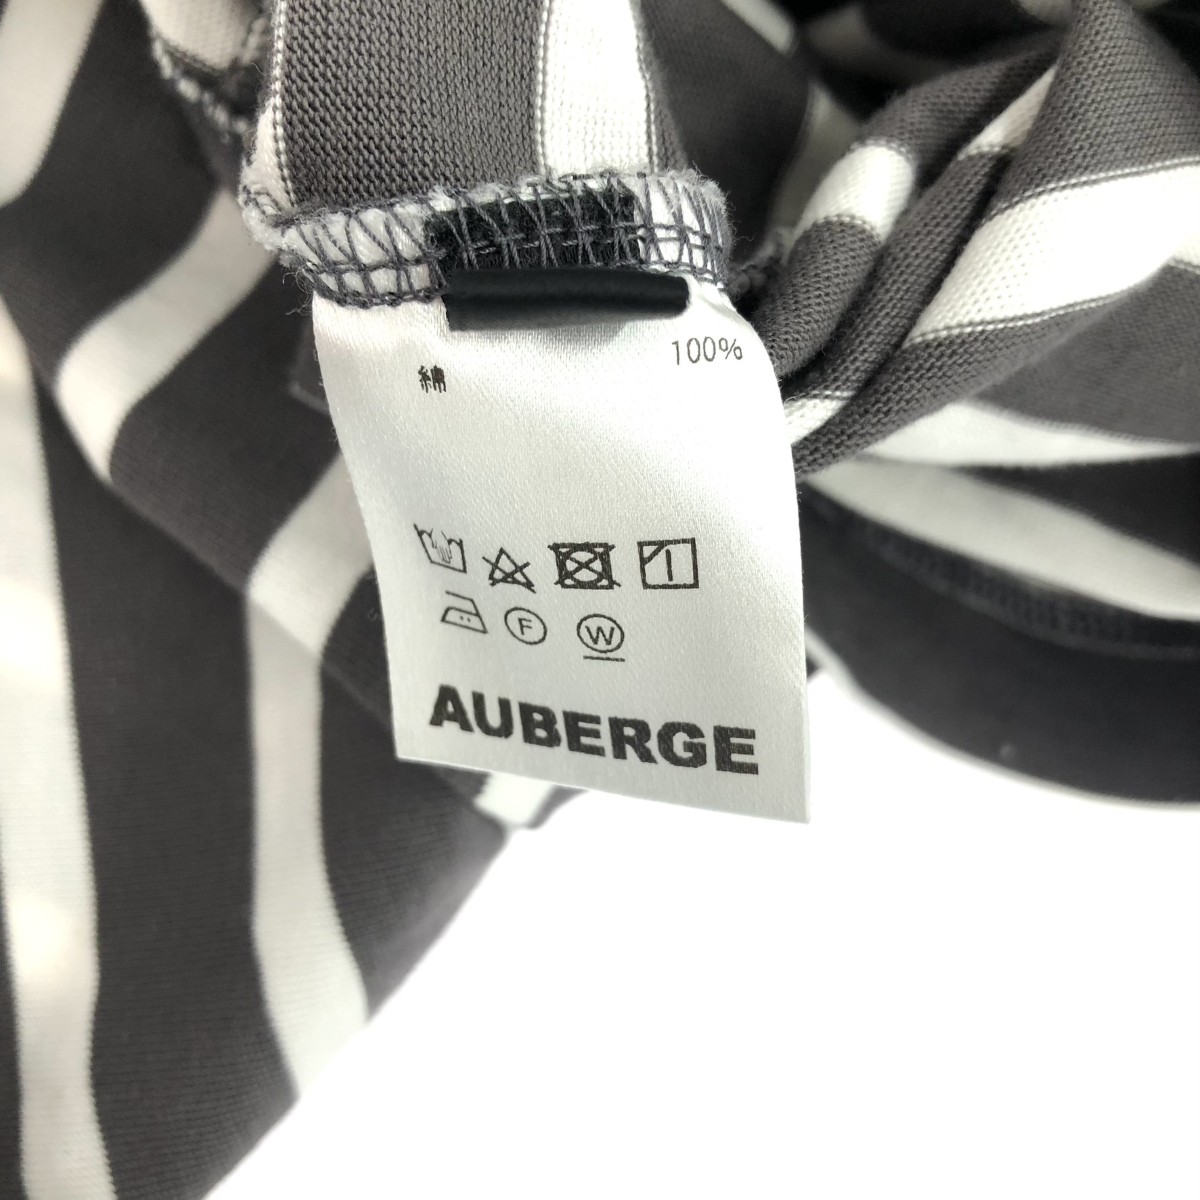 綿 100%
F W
AUBERGE